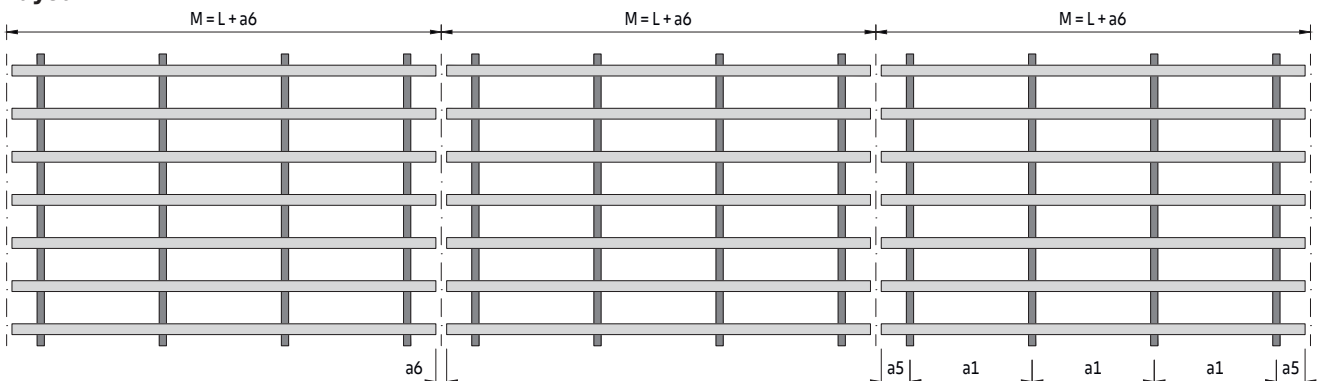 M = L + a6 M = L + a6 M = L + a6
a6 a5 a1 a1 a1 a5